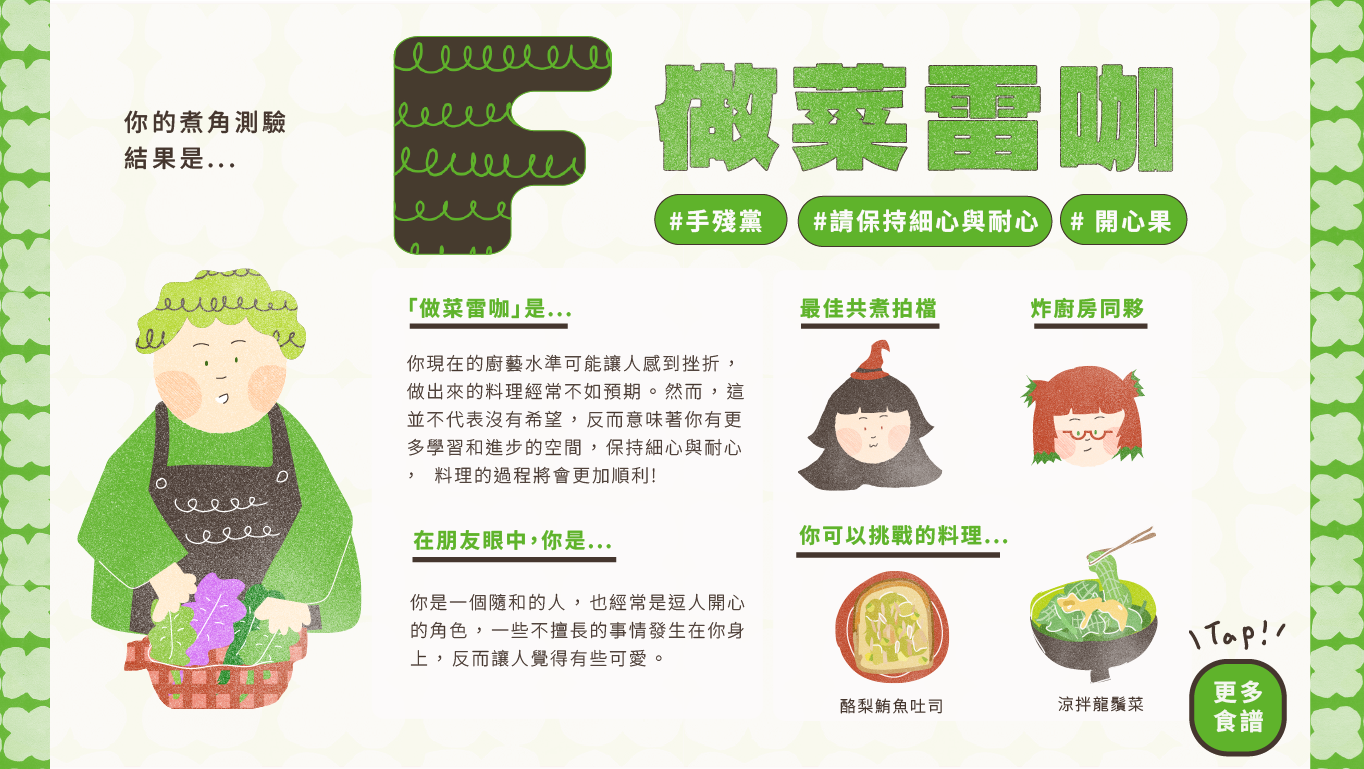 你的煮角測驗
結果是...
F
做菜雷咖
#手殘黨
#請保持細心與耐心
# 開心果
「做菜雷咖」是...
你現在的廚藝水準可能讓人感到挫折，
做出來的料理經常不如預期。然而，這
並不代表沒有希望，反而意味著你有更
多學習和進步的空間，保持細心與耐心
， 料理的過程將會更加順利!
在朋友眼中，你是...
你是一個隨和的人，也經常是逗人開心
的角色，一些不擅長的事情發生在你身
上，反而讓人覺得有些可愛。
最佳共煮拍檔
炸廚房同夥
你可以挑戰的料理...
酪梨鮪魚吐司
涼拌龍鬚菜
Tap!
更多
食譜